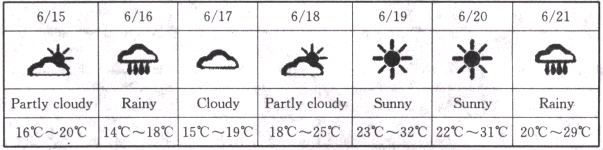 6/15 6/16 6/17 6/18 6/19 6/20 6/21
Partly cloudy Rainy Cloudy Partly cloudy Sunny Sunny Rainy
16℃～20℃ 14℃～18℃ 15℃～19℃ 18℃～25℃ 23℃～32℃ 22℃～31℃ 20℃～29℃